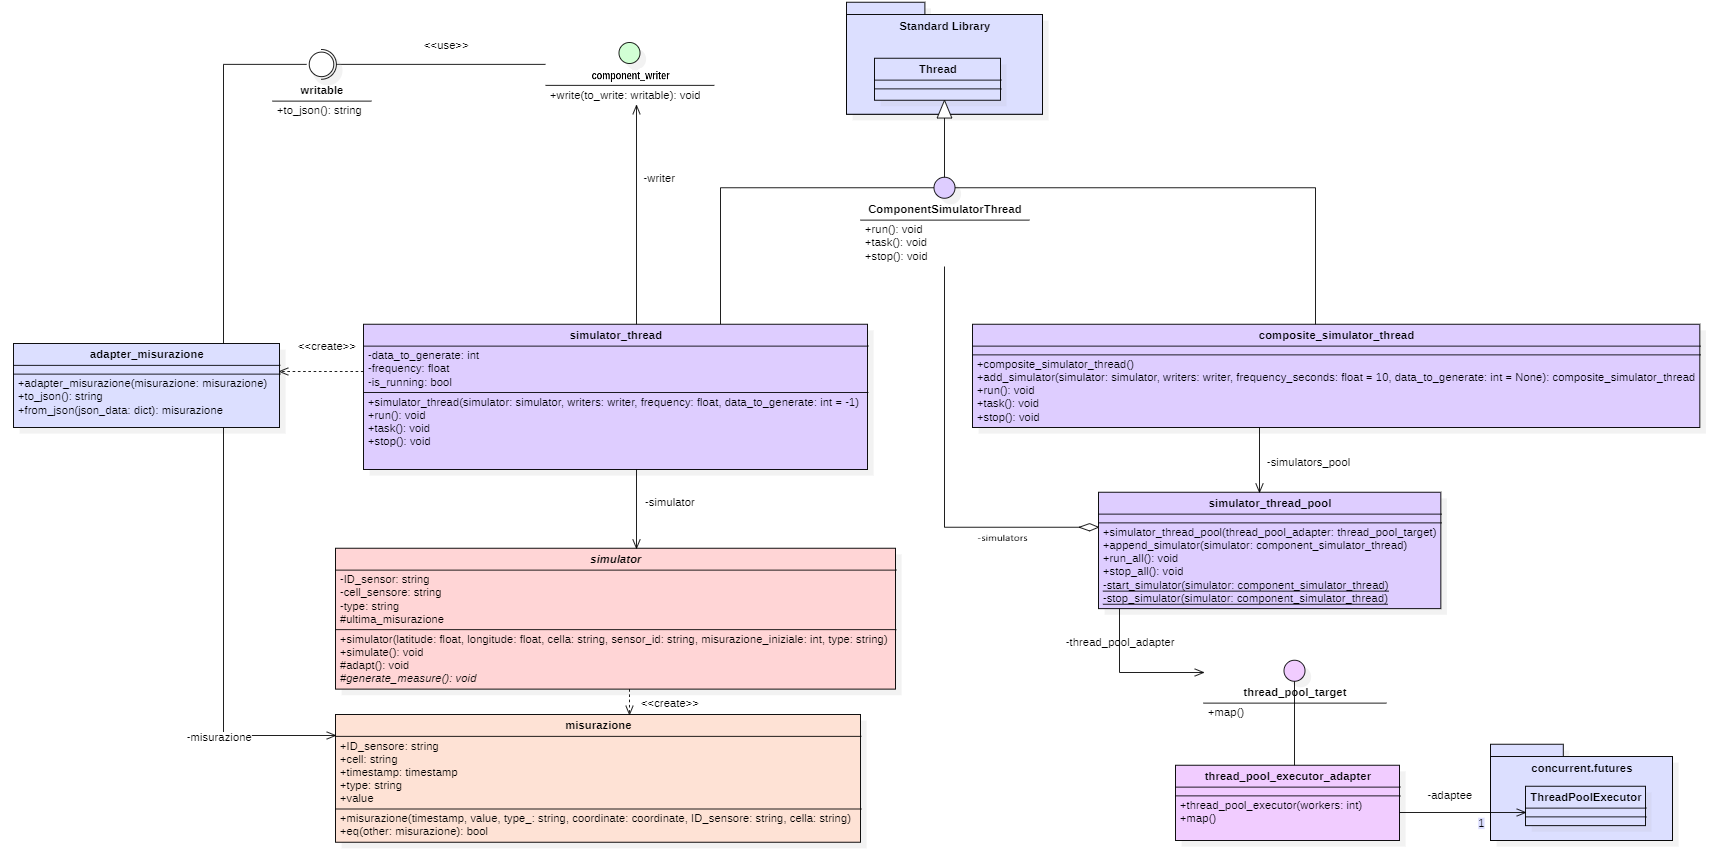 Standard Library
Thread
<<use>>
writable
+to_json(): string
component_writer
+write(to_write: writable): void
-writer
ComponentSimulatorThread
+run(): void
+task(): void
+stop(): void
adapter_misurazione
+adapter_misurazione(misurazione: misurazione)
+to_json(): string
+from_json(json_data: dict): misurazione
<<create>>
simulator_thread
-data_to_generate: int
-frequency: float
-is_running: bool
+simulator_thread(simulator: simulator, writers: writer, frequency: float, data_to_generate: int = -1)
+run(): void
+task(): void
+stop(): void
composite_simulator_thread
+composite_simulator_thread()
+add_simulator(simulator: simulator, writers: writer, frequency_seconds: float = 10, data_to_generate: int = None): composite_simulator_thread
+run(): void
+task(): void
+stop(): void
-simulators_pool
-simulator
simulator_thread_pool
+simulator_thread_pool(thread_pool_adapter: thread_pool_target)
+append_simulator(simulator: component_simulator_thread)
+run_all(): void
+stop_all(): void
-start_simulator(simulator: component_simulator_thread)
-stop_simulator(simulator: component_simulator_thread)
-simulators
simulator
-ID_sensor: string
-cell_sensore: string
-type: string
#ultima_misurazione
+simulator(latitude: float, longitude: float, cella: string, sensor_id: string, misurazione_iniziale: int, type: string)
+simulate(): void
#adapt(): void
#generate_measure(): void
-thread_pool_adapter
thread_pool_target
+map()
<<create>>
-misurazione
misurazione
+ID_sensore: string
+cell: string
+timestamp: timestamp
+type: string
+value
+misurazione(timestamp, value, type_: string, coordinate: coordinate, ID_sensore: string, cella: string)
+eq(other: misurazione): bool
thread_pool_executor_adapter
+thread_pool_executor(workers: int)
+map()
-adaptee
1
concurrent.futures
ThreadPoolExecutor